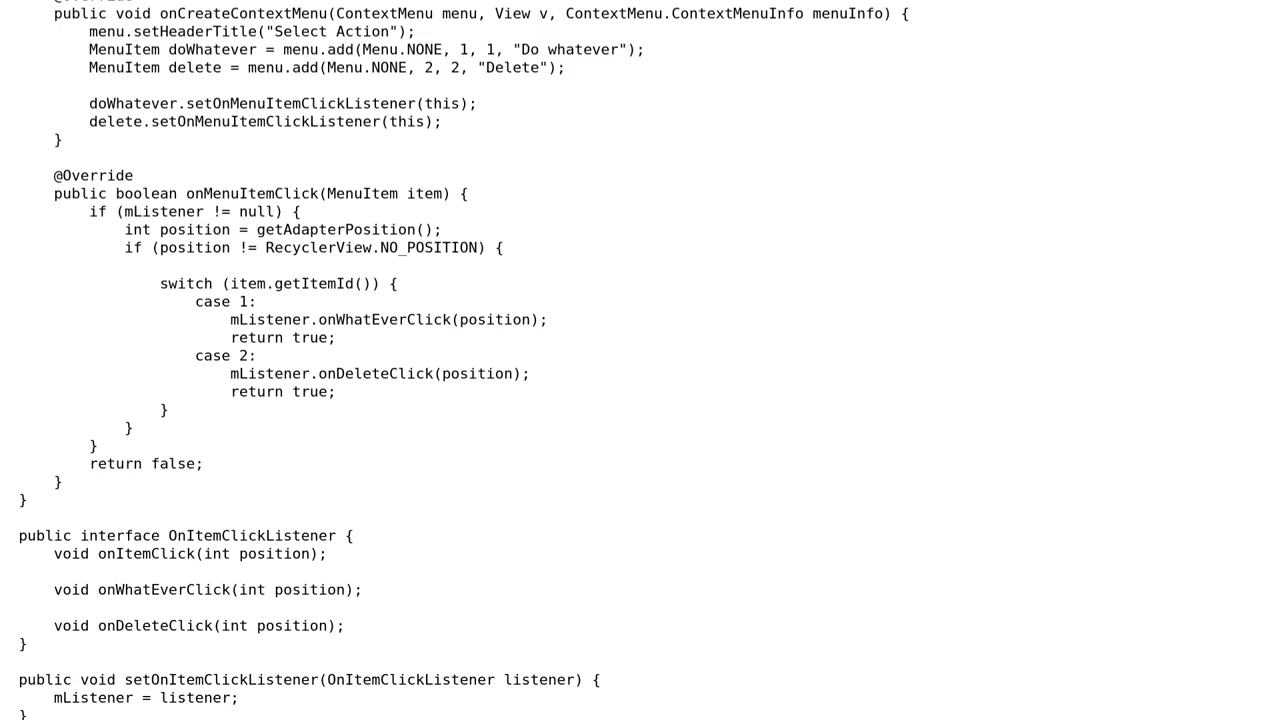 @Override
    public void onCreateContextMenu(ContextMenu menu, View v, ContextMenu.ContextMenuInfo menuInfo) {
        menu.setHeaderTitle("Select Action");
        MenuItem doWhatever = menu.add(Menu.NONE, 1, 1, "Do whatever");
        MenuItem delete = menu.add(Menu.NONE, 2, 2, "Delete");

        doWhatever.setOnMenuItemClickListener(this);
        delete.setOnMenuItemClickListener(this);
    }

    @Override
    public boolean onMenuItemClick(MenuItem item) {
        if (mListener != null) {
            int position = getAdapterPosition();
            if (position != RecyclerView.NO_POSITION) {

                switch (item.getItemId()) {
                    case 1:
                        mListener.onWhatEverClick(position);
                        return true;
                    case 2:
                        mListener.onDeleteClick(position);
                        return true;
                }
            }
        }
        return false;
    }
}

public interface OnItemClickListener {
    void onItemClick(int position);

    void onWhatEverClick(int position);

    void onDeleteClick(int position);
}

public void setOnItemClickListener(OnItemClickListener listener) {
    mListener = listener;
}